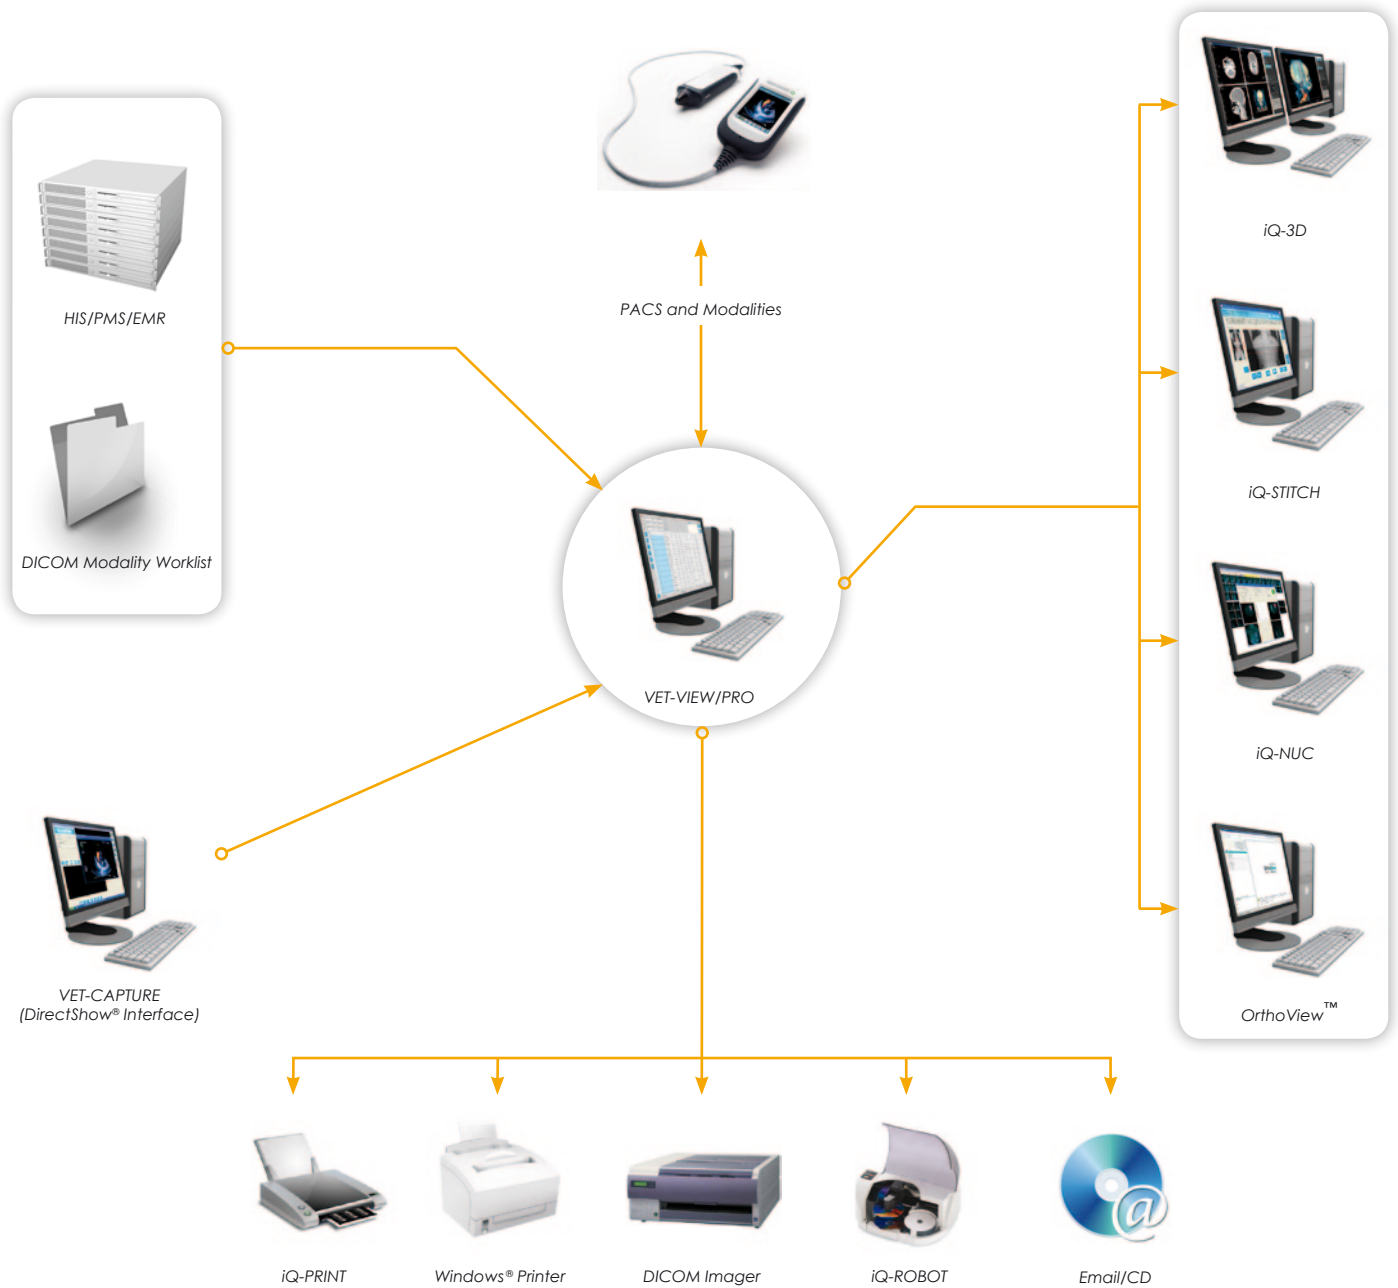 HIS/PMS/EMR
DICOM Modality Worklist
PACS and Modalities
VET-VIEW/PRO
VET-CAPTURE
(DirectShow® Interface)
iQ-3D
iQ-STITCH
iQ-NUC
OrthoView™
iQ-PRINT
Windows® Printer
DICOM Imager
iQ-ROBOT
Email/CD